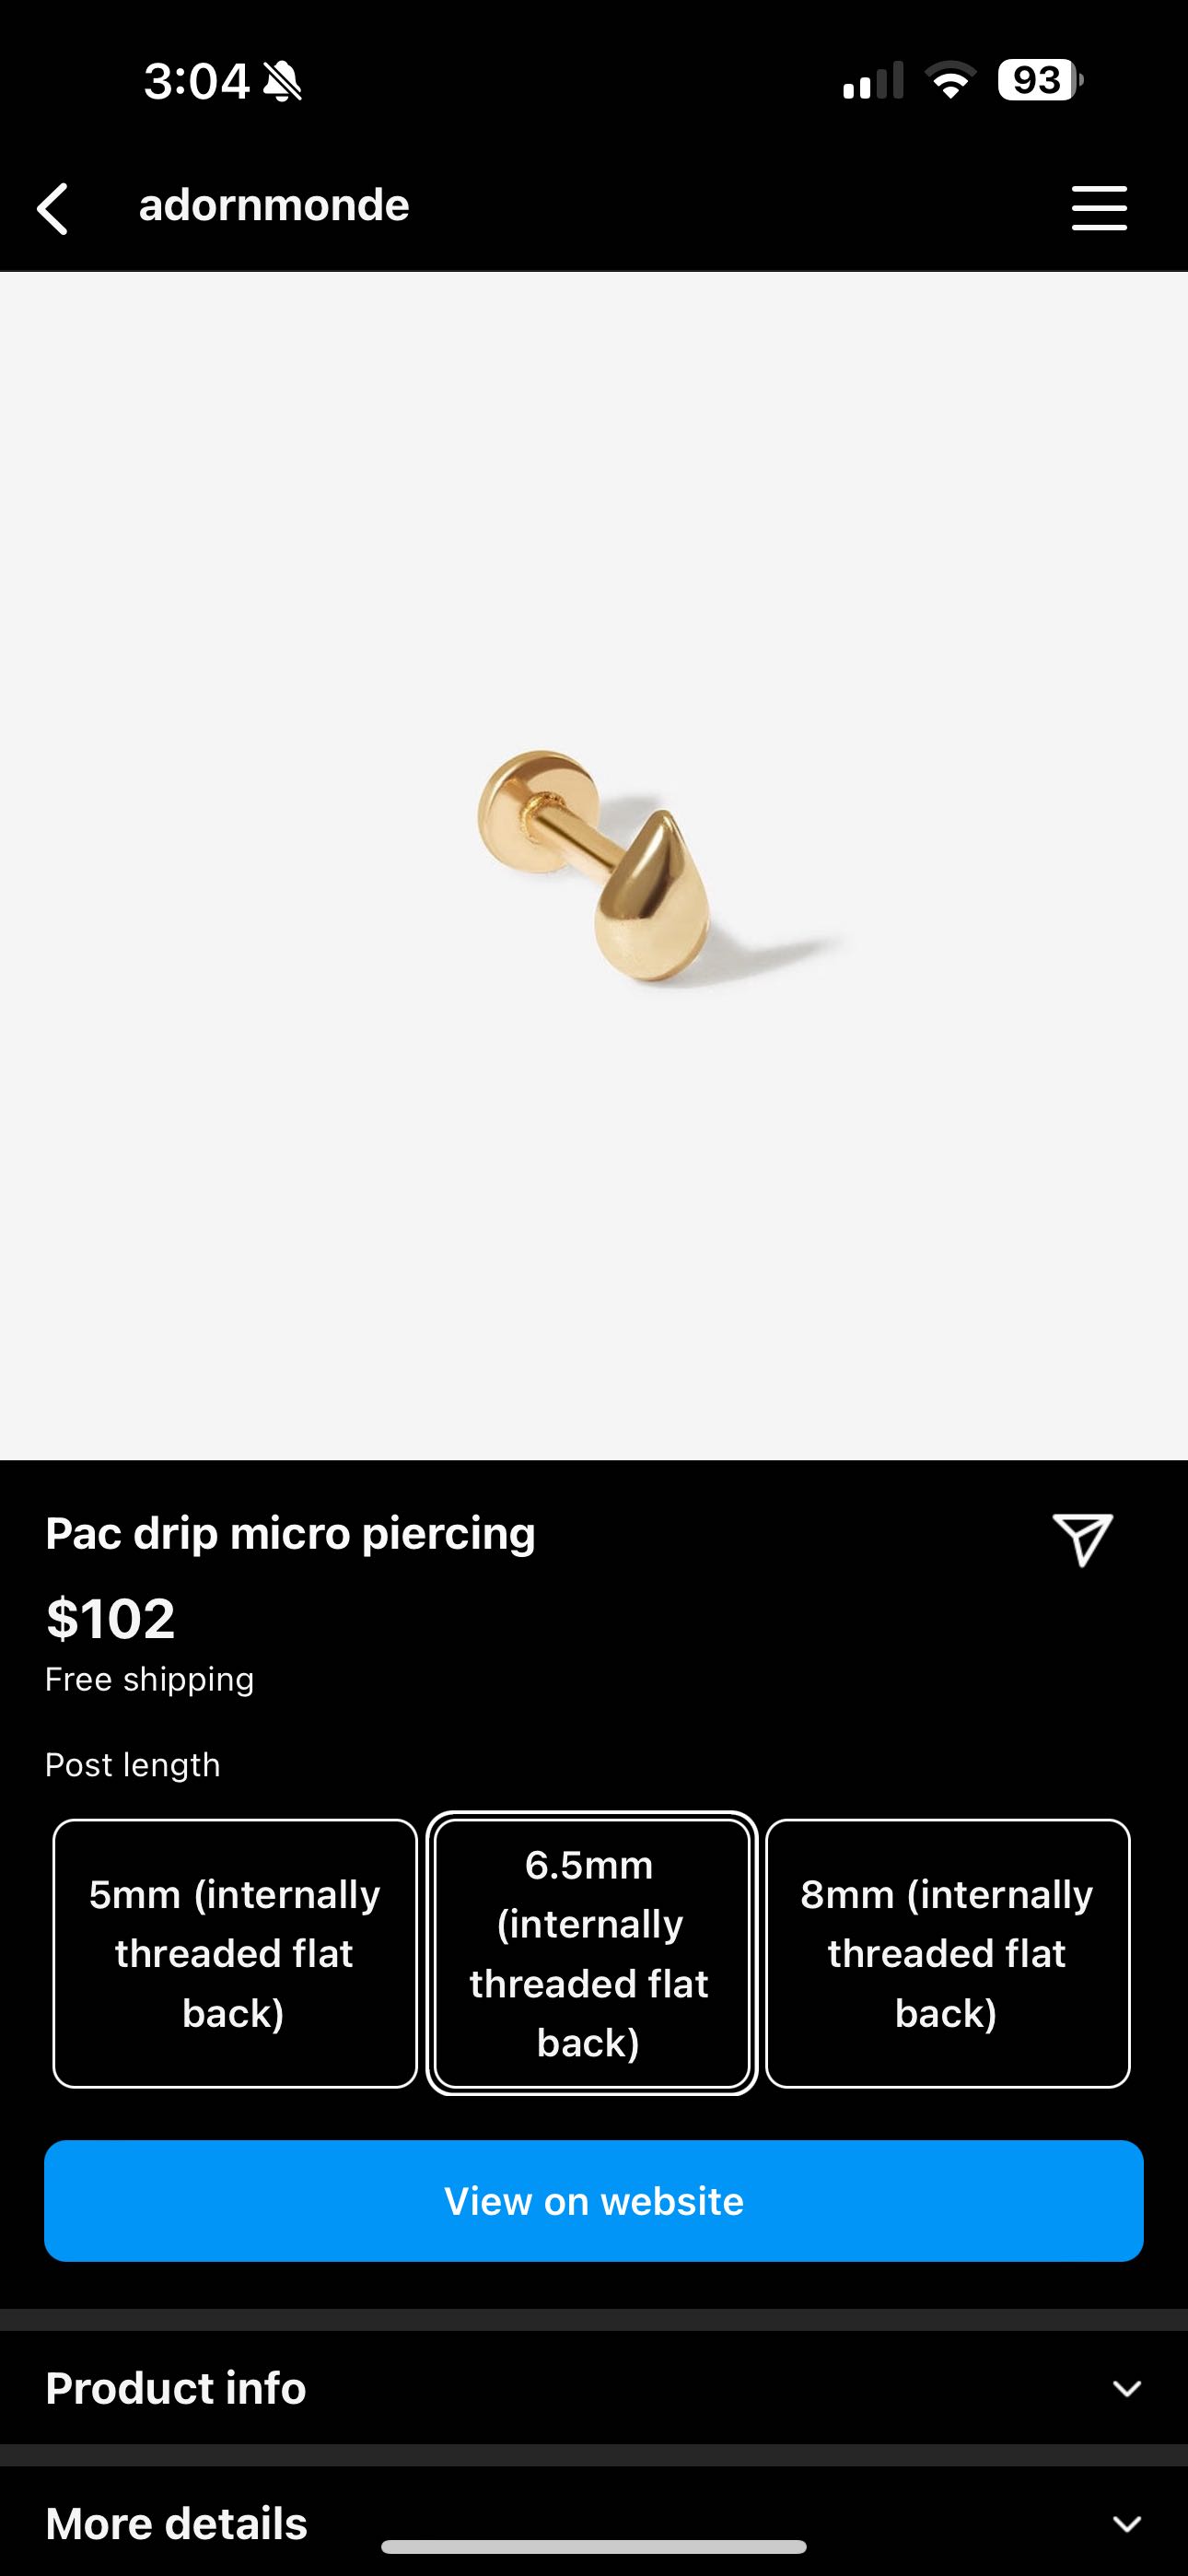 3:04
93
adornmonde
Pac drip micro piercing
$102
Free shipping
Post length
5mm (internally
threaded flat
back)
6.5mm
(internally
threaded flat
back)
8mm (internally
threaded flat
back)
View on website
Product info
More details